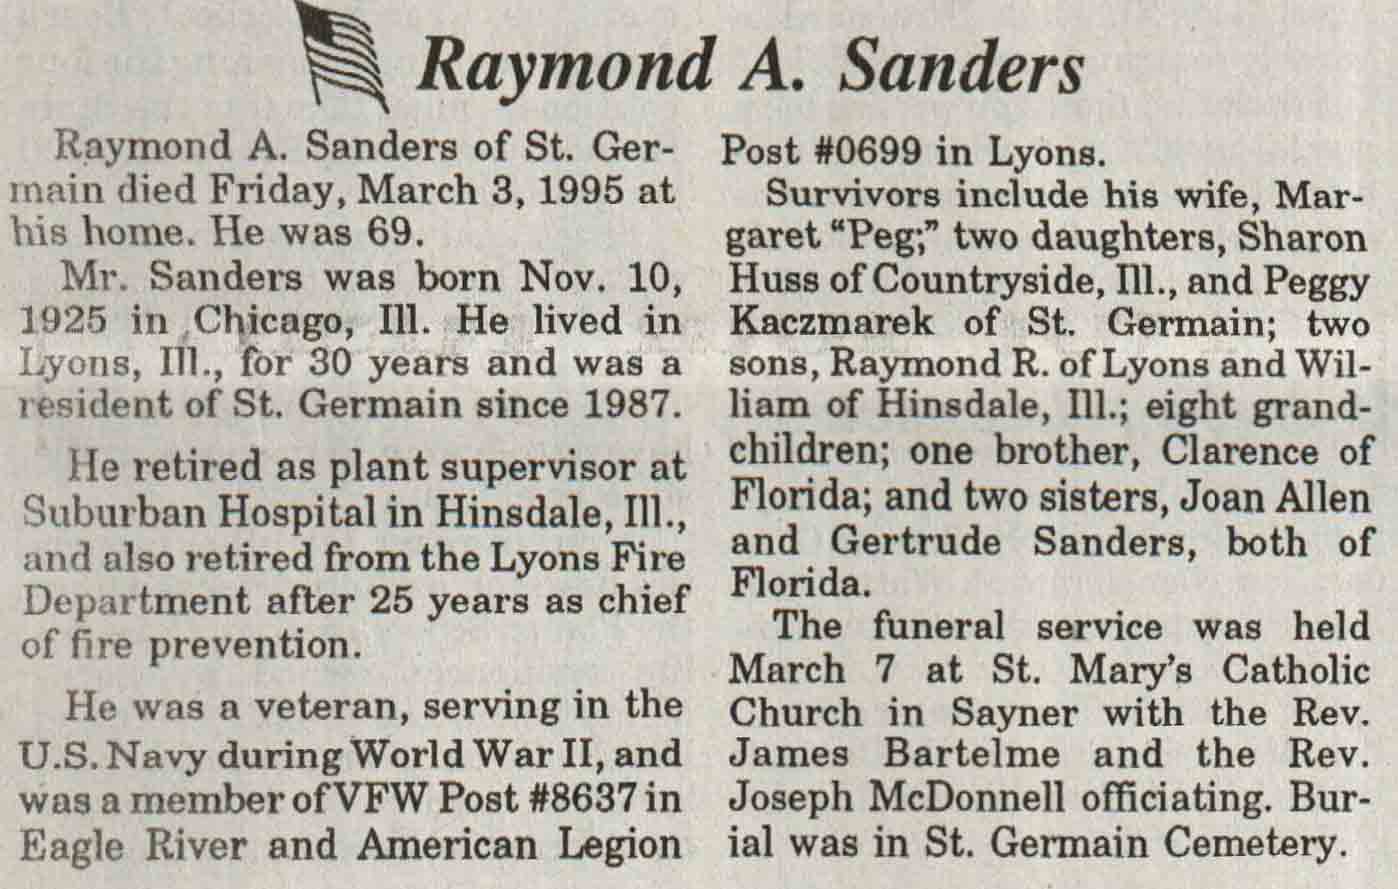 Raymond A. Sanders
Raymond A. Sanders of St. Ger-
main died Friday, March 3, 1995 at
his home. He was 69.
Mr. Sanders was born Nov. 10,
1925 in Chicago, Ill. He lived in
Lyons, Ill., for 30 years and was a
resident of St. Germain since 1987.
He retired as plant supervisor at
Suburban Hospital in Hinsdale, Ill.,
and also retired from the Lyons Fire
Department after 25 years as chief
of fire prevention.
He was a veteran, serving in the
U.S. Navy during World War II, and
was a member of VFW Post #8637 in
Eagle River and American Legion
Post #0699 in Lyons.
Survivors include his wife, Mar-
garet “Peg;” two daughters, Sharon
Huss of Countryside, Ill., and Peggy
Kaczmarek of St. Germain; two
sons, Raymond R. of Lyons and Wil-
liam of Hinsdale, Ill.; eight grand-
children; one brother, Clarence of
Florida; and two sisters, Joan Allen
and Gertrude Sanders, both of
Florida.
The funeral service was held
March 7 at St. Mary’s Catholic
Church in Sayner with the Rev.
James Bartelme and the Rev.
Joseph McDonnell officiating. Bur-
ial was in St. Germain Cemetery.